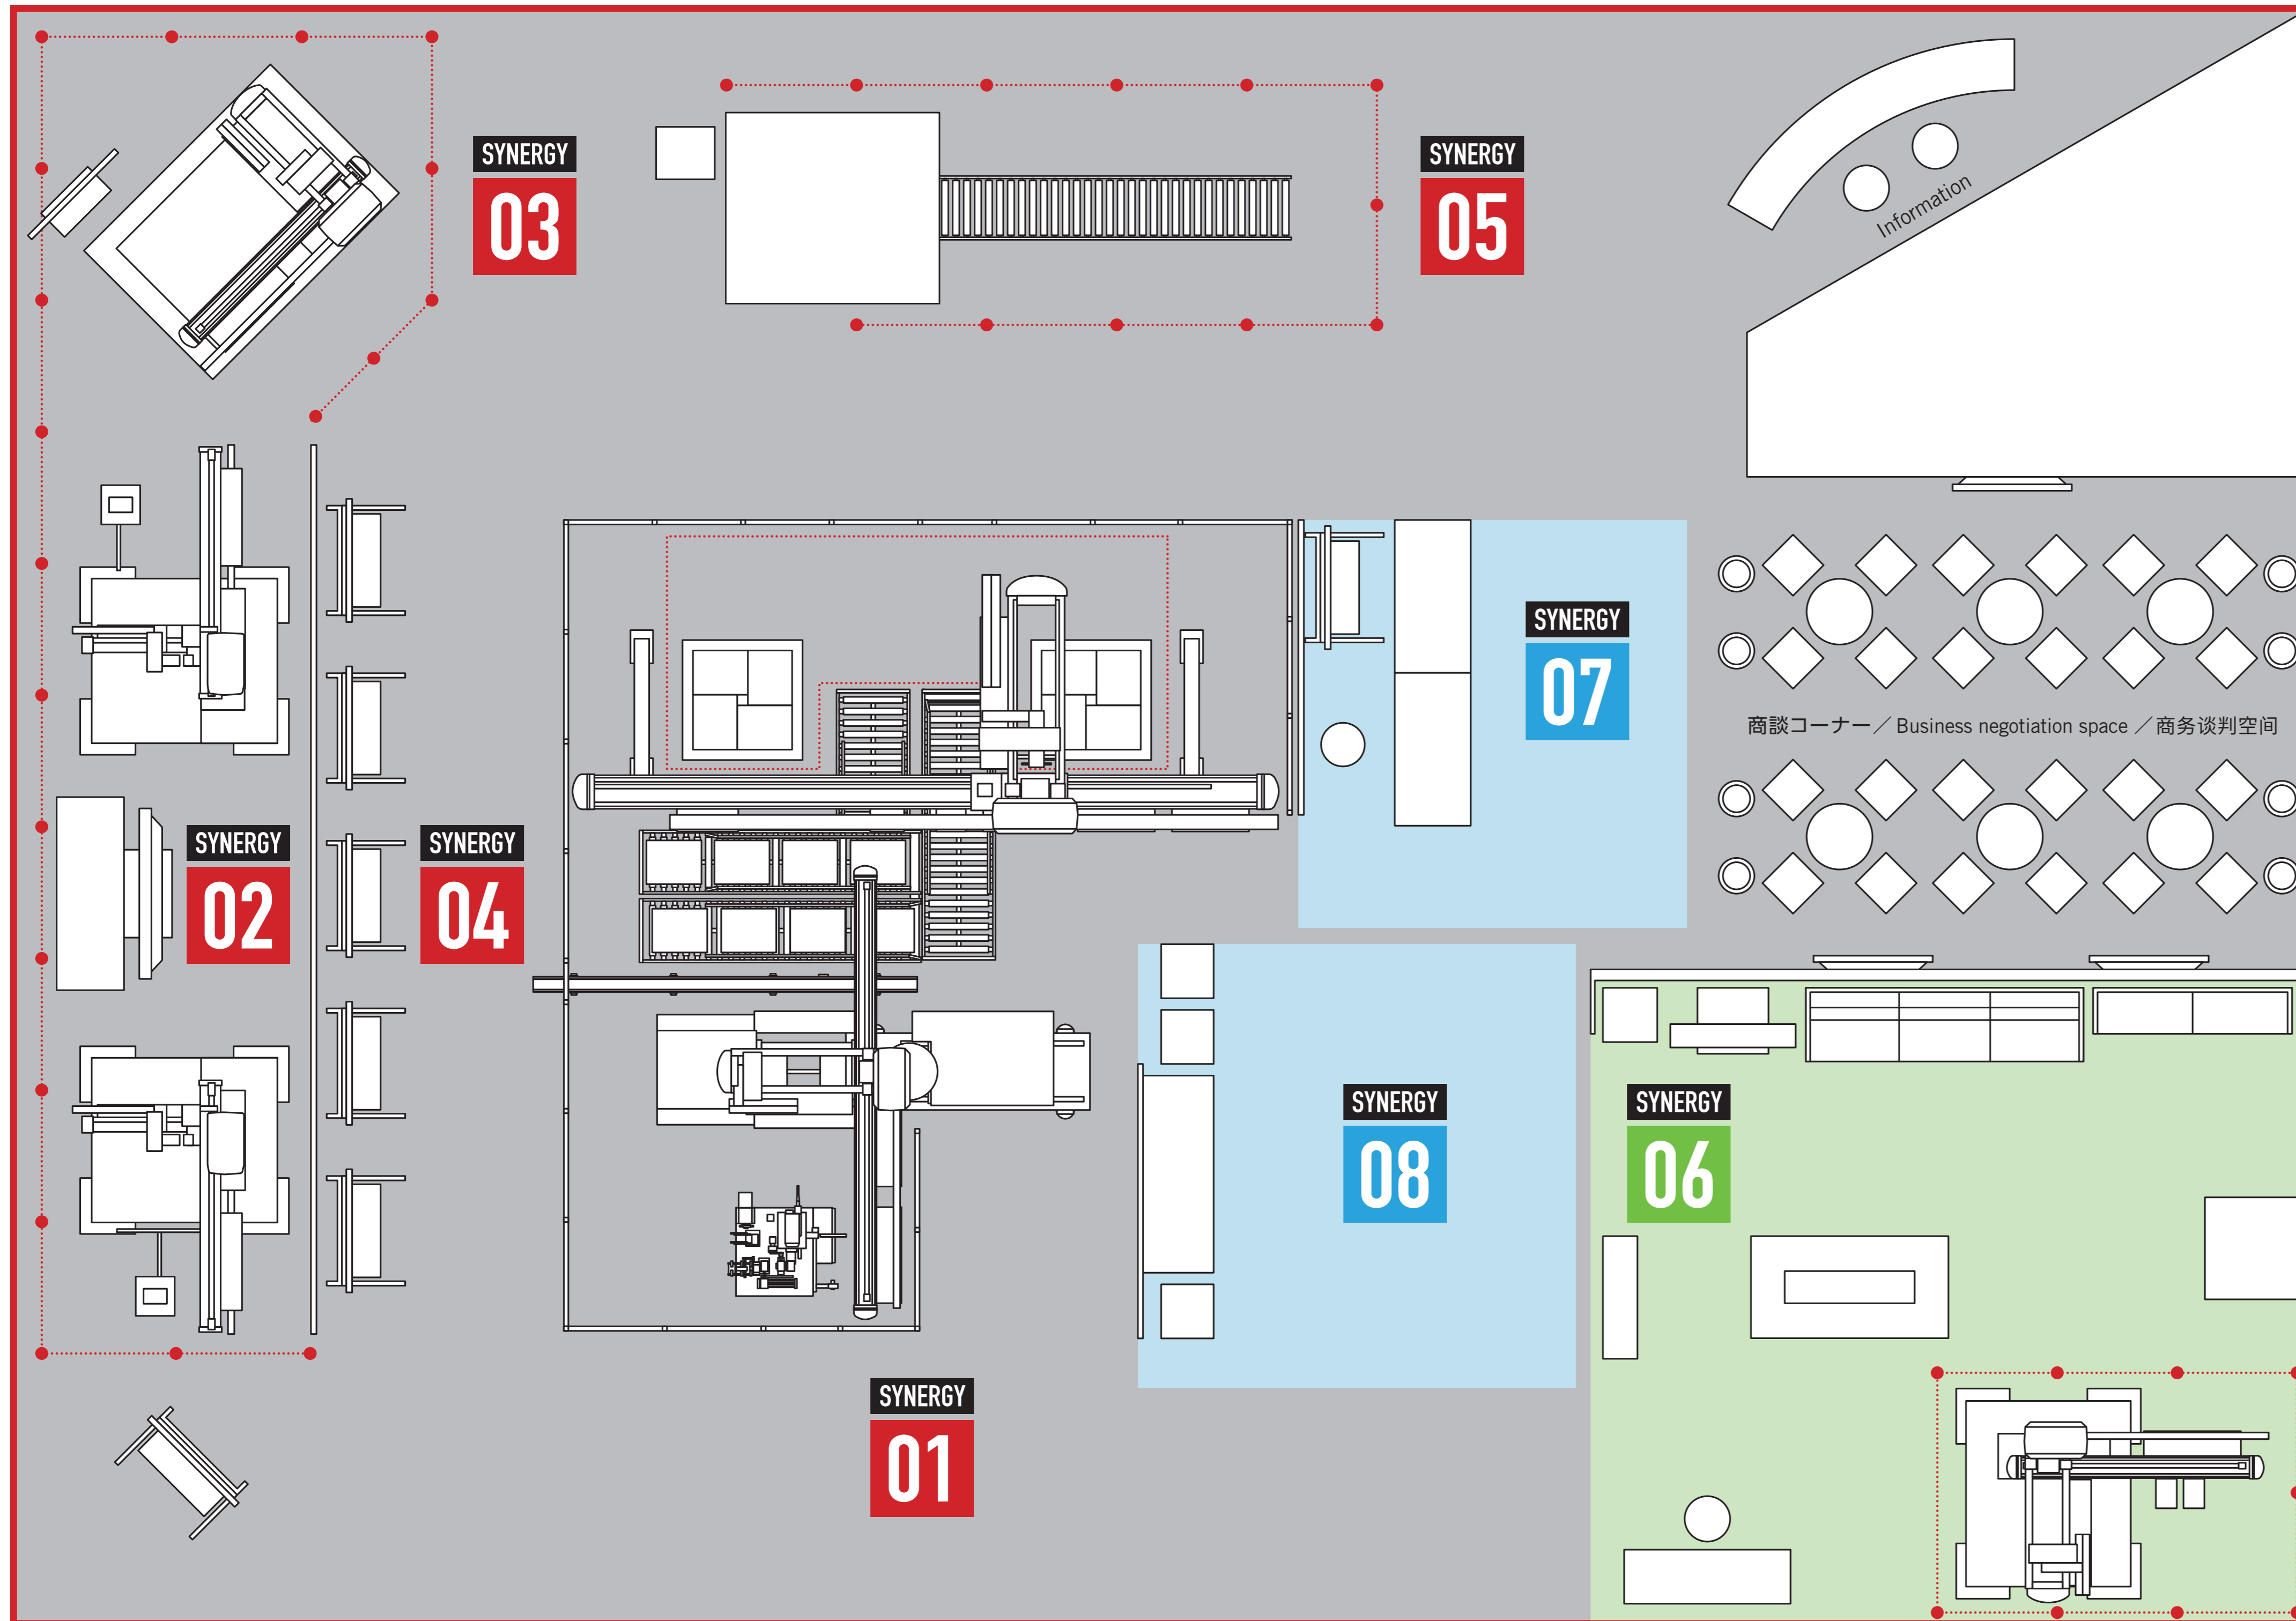 SYNERGY
03
SYNERGY
05
Information
SYNERGY
07
商談コーナー／Business negotiation space／商务谈判空间
SYNERGY
02
SYNERGY
04
SYNERGY
08
SYNERGY
06
SYNERGY
01